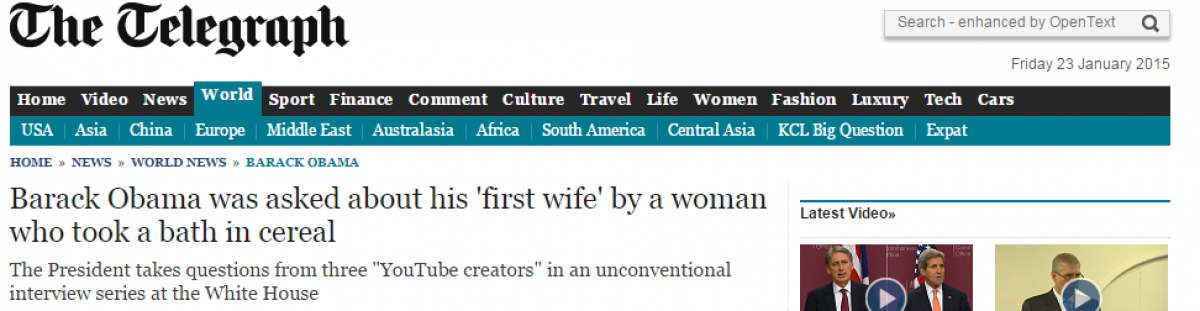 The Telegraph
Search - enhanced by OpenText
Friday 23 January 2015
Home Video News World Sport Finance Comment Culture Travel Life Women Fashion Luxury Tech Cars
USA Asia China Europe Middle East Australasia Africa South America Central Asia KCL Big Question Expat
HOME » NEWS » WORLD NEWS » BARACK OBAMA
Barack Obama was asked about his 'first wife' by a woman
who took a bath in cereal
The President takes questions from three "YouTube creators" in an unconventional
interview series at the White House
Latest Video»